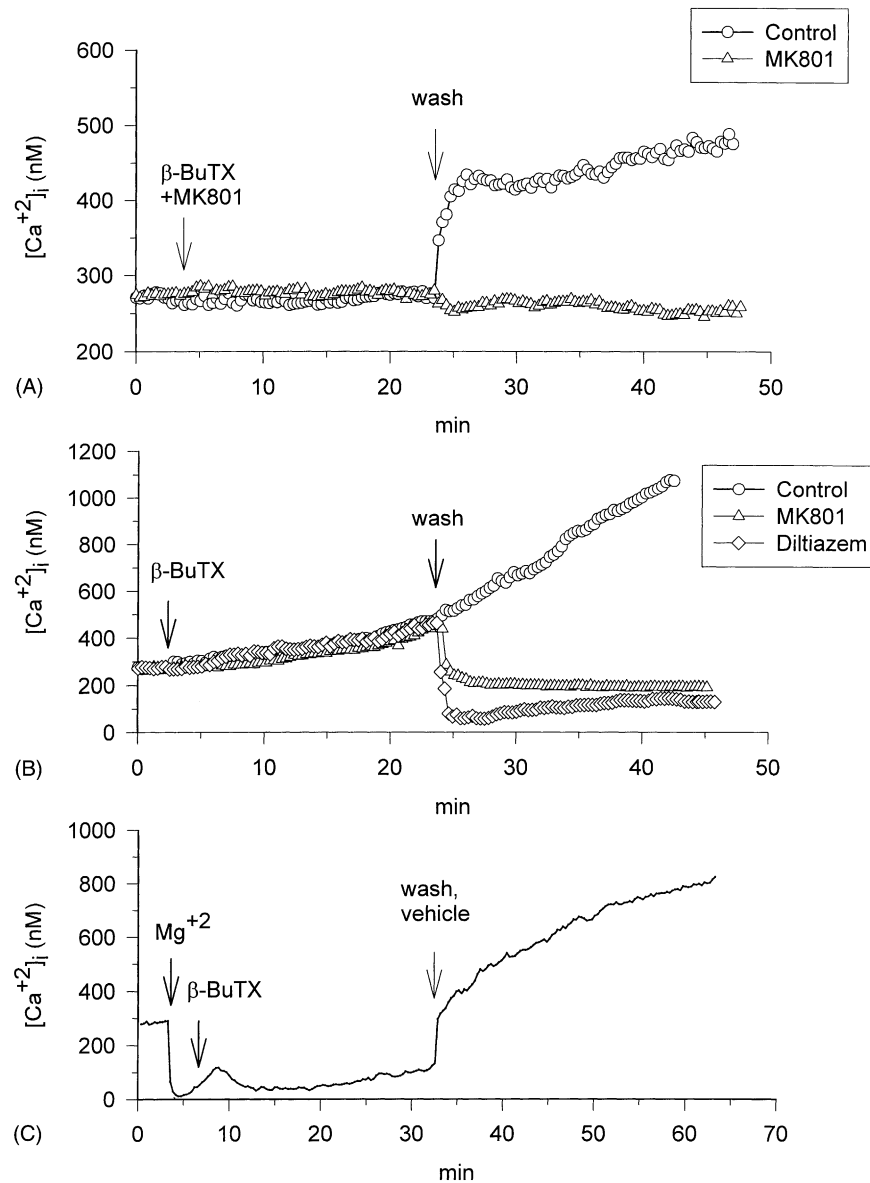 Control
MK801
600
500
400
300
200
[Ca+2]i (nM)
β-BuTX
+MK801
wash
0 10 20 30 40 50
(A)
min
1200
1000
800
600
400
200
0
[Ca+2]i (nM)
β-BuTX
wash
Control
MK801
Diltiazem
0 10 20 30 40 50
(B)
min
1000
800
600
400
200
0
[Ca+2]i (nM)
Mg+2
β-BuTX
wash,
vehicle
0 10 20 30 40 50 60 70
(C)
min